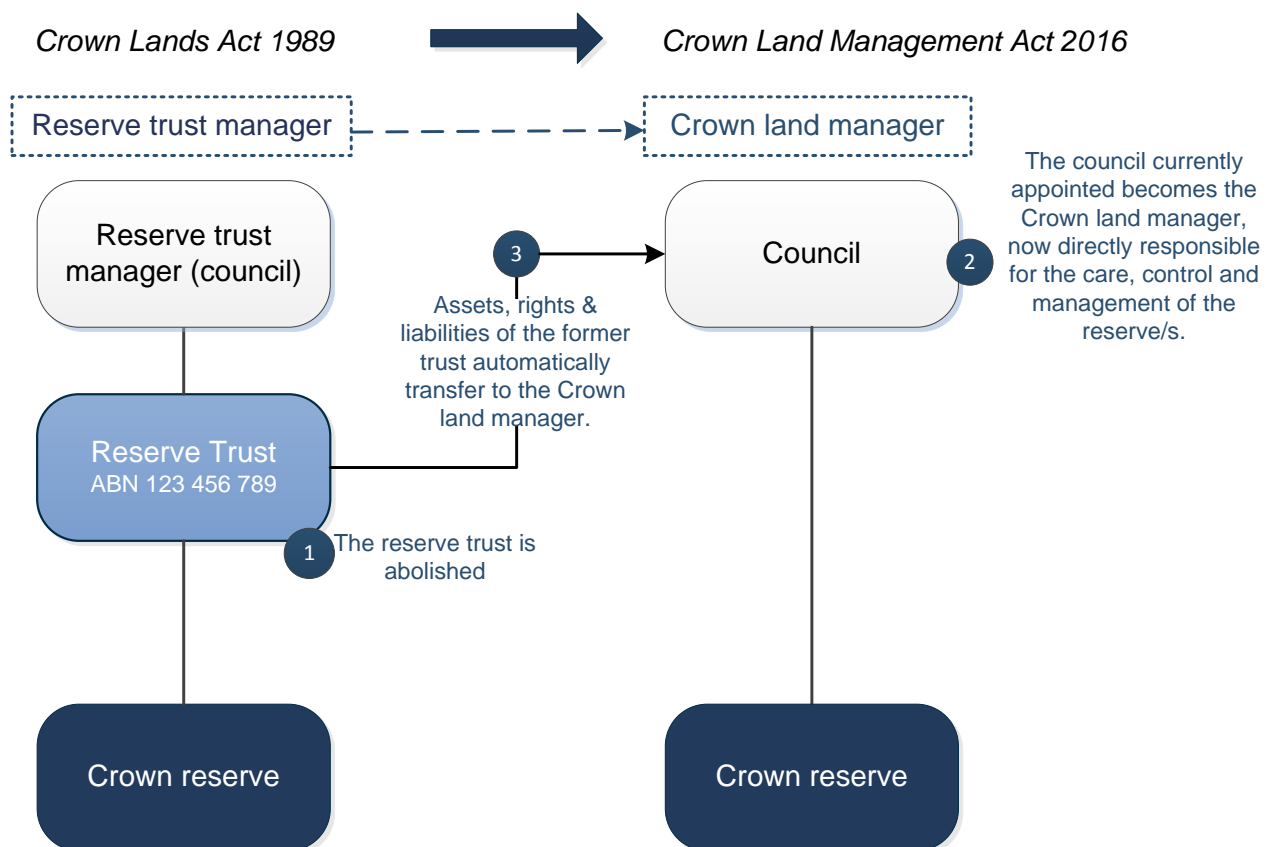 Crown Lands Act 1989
Crown Land Management Act 2016
Reserve trust manager
Crown land manager
Reserve trust
manager (council)
Reserve Trust
ABN 123 456 789
1
The reserve trust is
abolished
Crown reserve
3
Assets, rights &
liabilities of the former
trust automatically
transfer to the Crown
land manager.
Council
2
The council currently
appointed becomes the
Crown land manager,
now directly responsible
for the care, control and
management of the
reserve/s.
Crown reserve